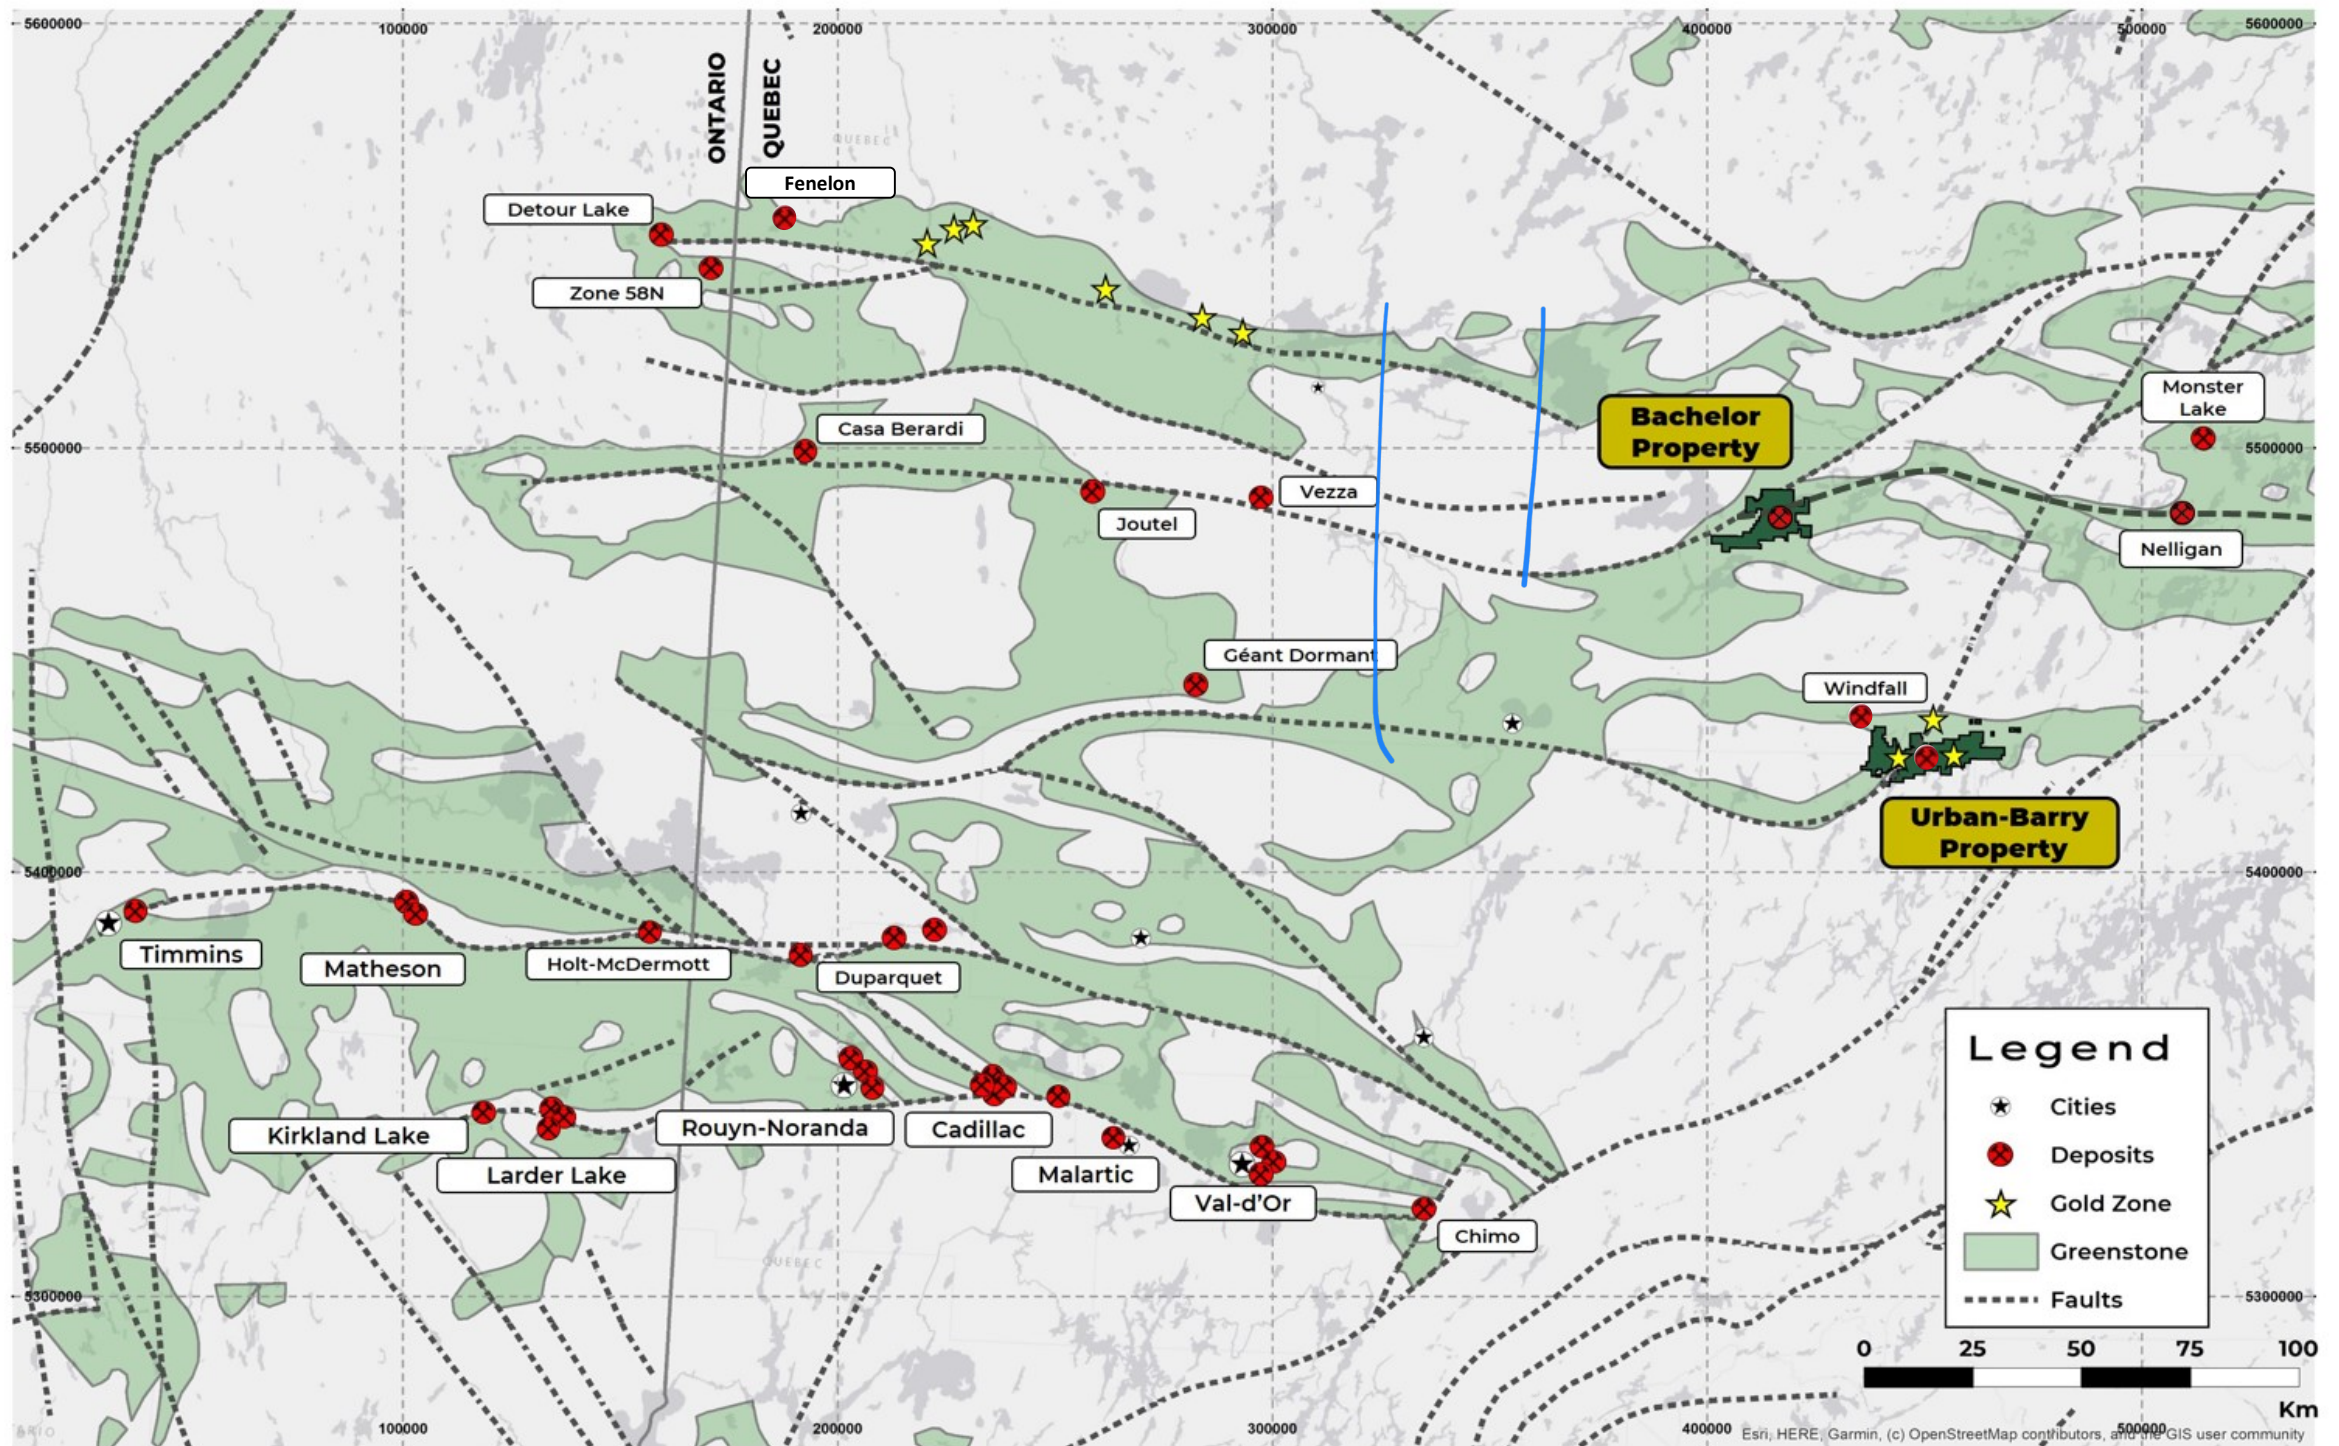 5600000
100000
200000
300000
400000
500000
5600000
ONTARIO
QUEBEC
QUEBEC
Fenelon
Detour Lake
Zone 58N
Monster
Lake
Bachelor
Property
Casa Berardi
5500000
5500000
Vezza
Joutel
Nelligan
Géant Dormant
Windfall
Urban-Barry
Property
5400000
5400000
Timmins
Matheson
Holt-McDermott
Duparquet
Kirkland Lake
Rouyn-Noranda
Cadillac
Larder Lake
Malartic
Val-d'Or
Chimo
Legend
Cities
Deposits
Gold Zone
Greenstone
Faults
QUEBEC
5300000
5300000
0 25 50 75 100
Km
100000
200000
300000
400000
500000
Esri, HERE, Garmin, (c) OpenStreetMap contributors, and the GIS user community